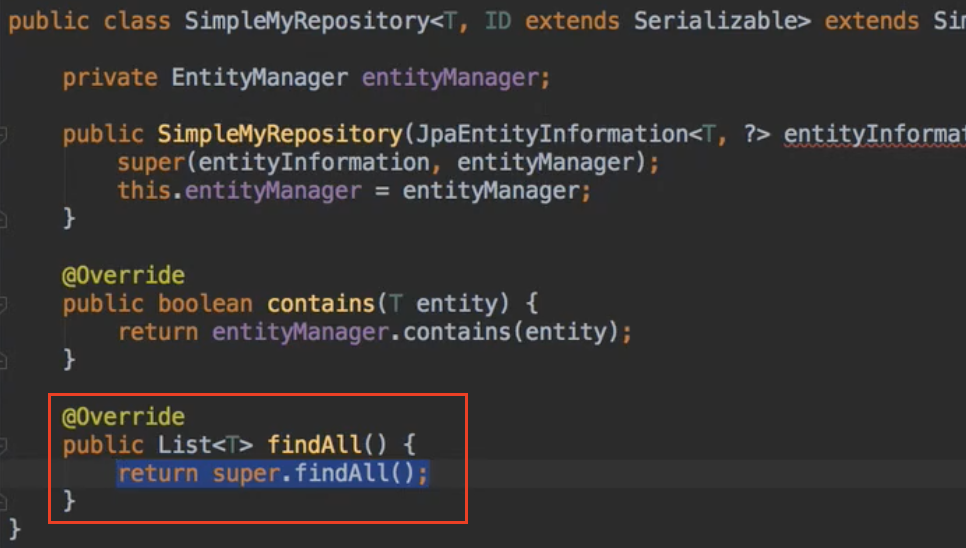 public class SimpleMyRepository<T, ID extends Serializable> extends Sim
private EntityManager entityManager;
public SimpleMyRepository(JpaEntityInformation<T, ?> entityInformat
super(entityInformation, entityManager);
this.entityManager = entityManager;
}
@Override
public boolean contains(T entity) {
return entityManager.contains(entity);
}
@Override
public List<T> findAll() {
return super.findAll();
}
}